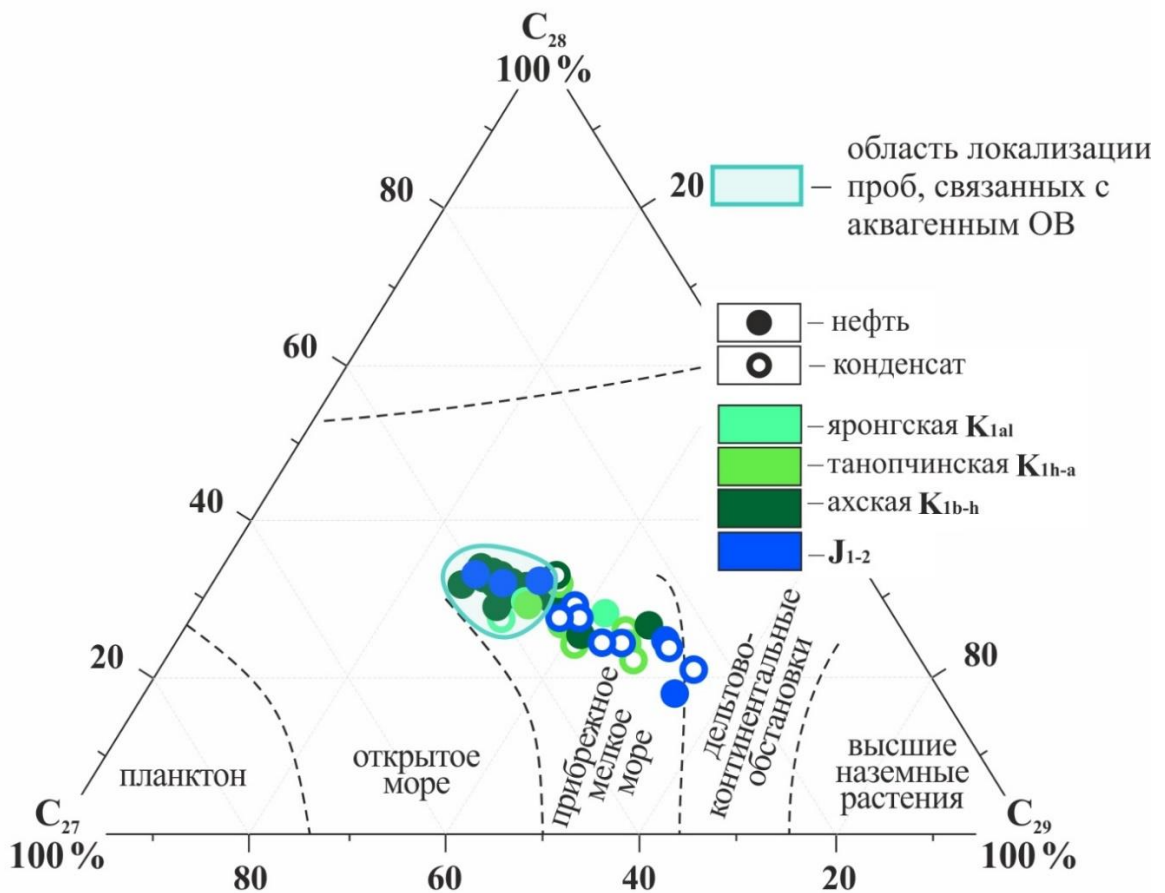 C28
100 %
область локализации
проб, связанных с
аквагенным ОВ
80
20
нефть
конденсат
60
яронгская K1al
танопчинская K1h-a
ахская K1b-h
J1-2
40
20
80
планктон
открытое
море
прибрежное
мелкое
море
дельтово-
континентальные
обстановки
высшие
наземные
растения
C27
100 %
C29
100 %
80
60
40
20